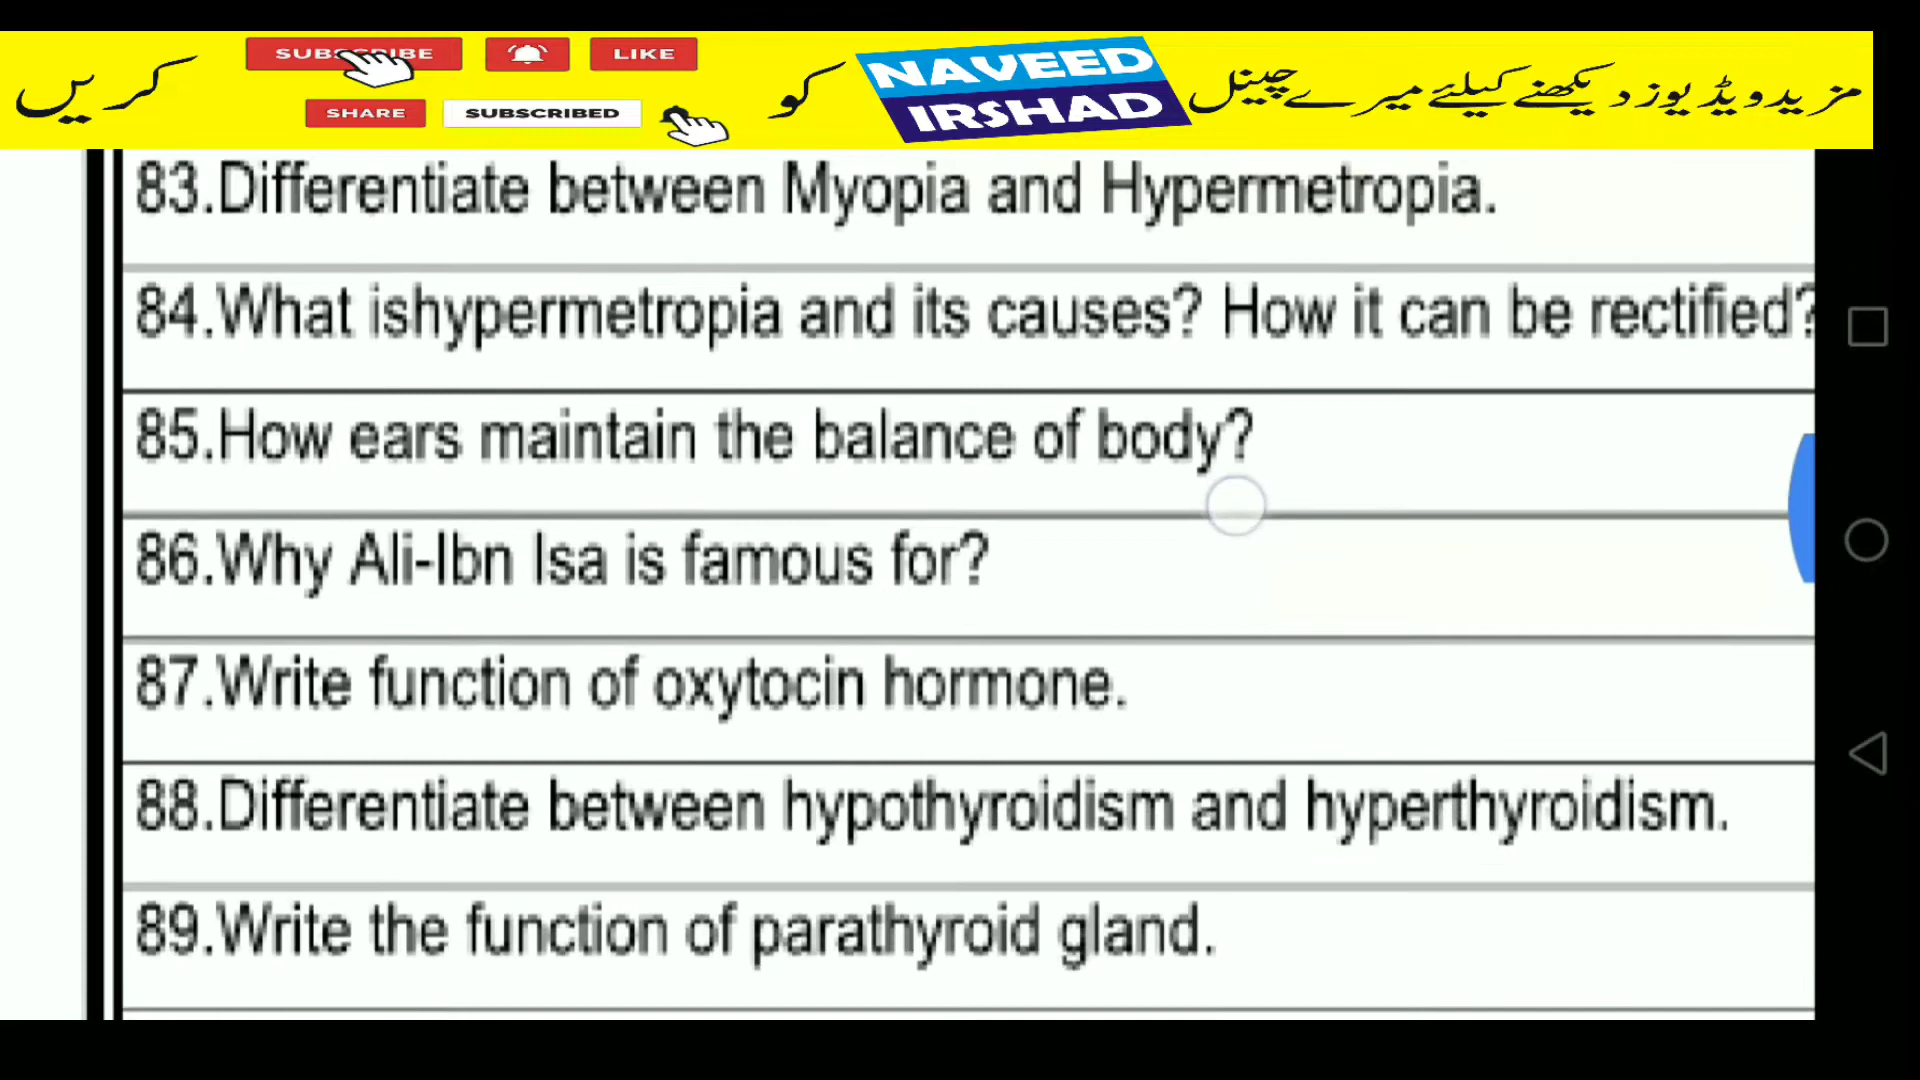 SUBSCRIBE LIKE
SHARE SUBSCRIBED
مزید ویڈیوز دیکھنے کیلئے میرے چینل NAVEED IRSHAD کو کریں
83.Differentiate between Myopia and Hypermetropia.
84.What ishypermetropia and its causes? How it can be rectified?
85.How ears maintain the balance of body?
86.Why Ali-Ibn Isa is famous for?
87.Write function of oxytocin hormone.
88.Differentiate between hypothyroidism and hyperthyroidism.
89.Write the function of parathyroid gland.